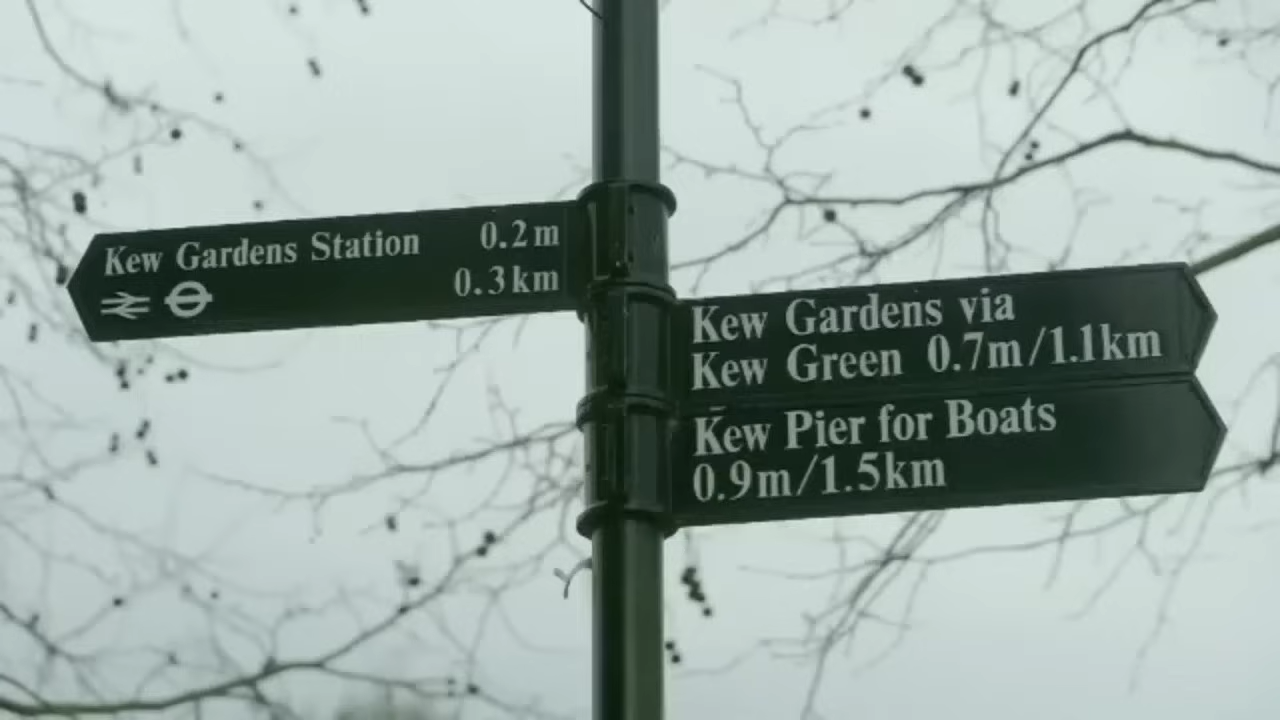 Kew Gardens Station 0.2m
0.3km
Kew Gardens via
Kew Green 0.7m/1.1km
Kew Pier for Boats
0.9m/1.5km